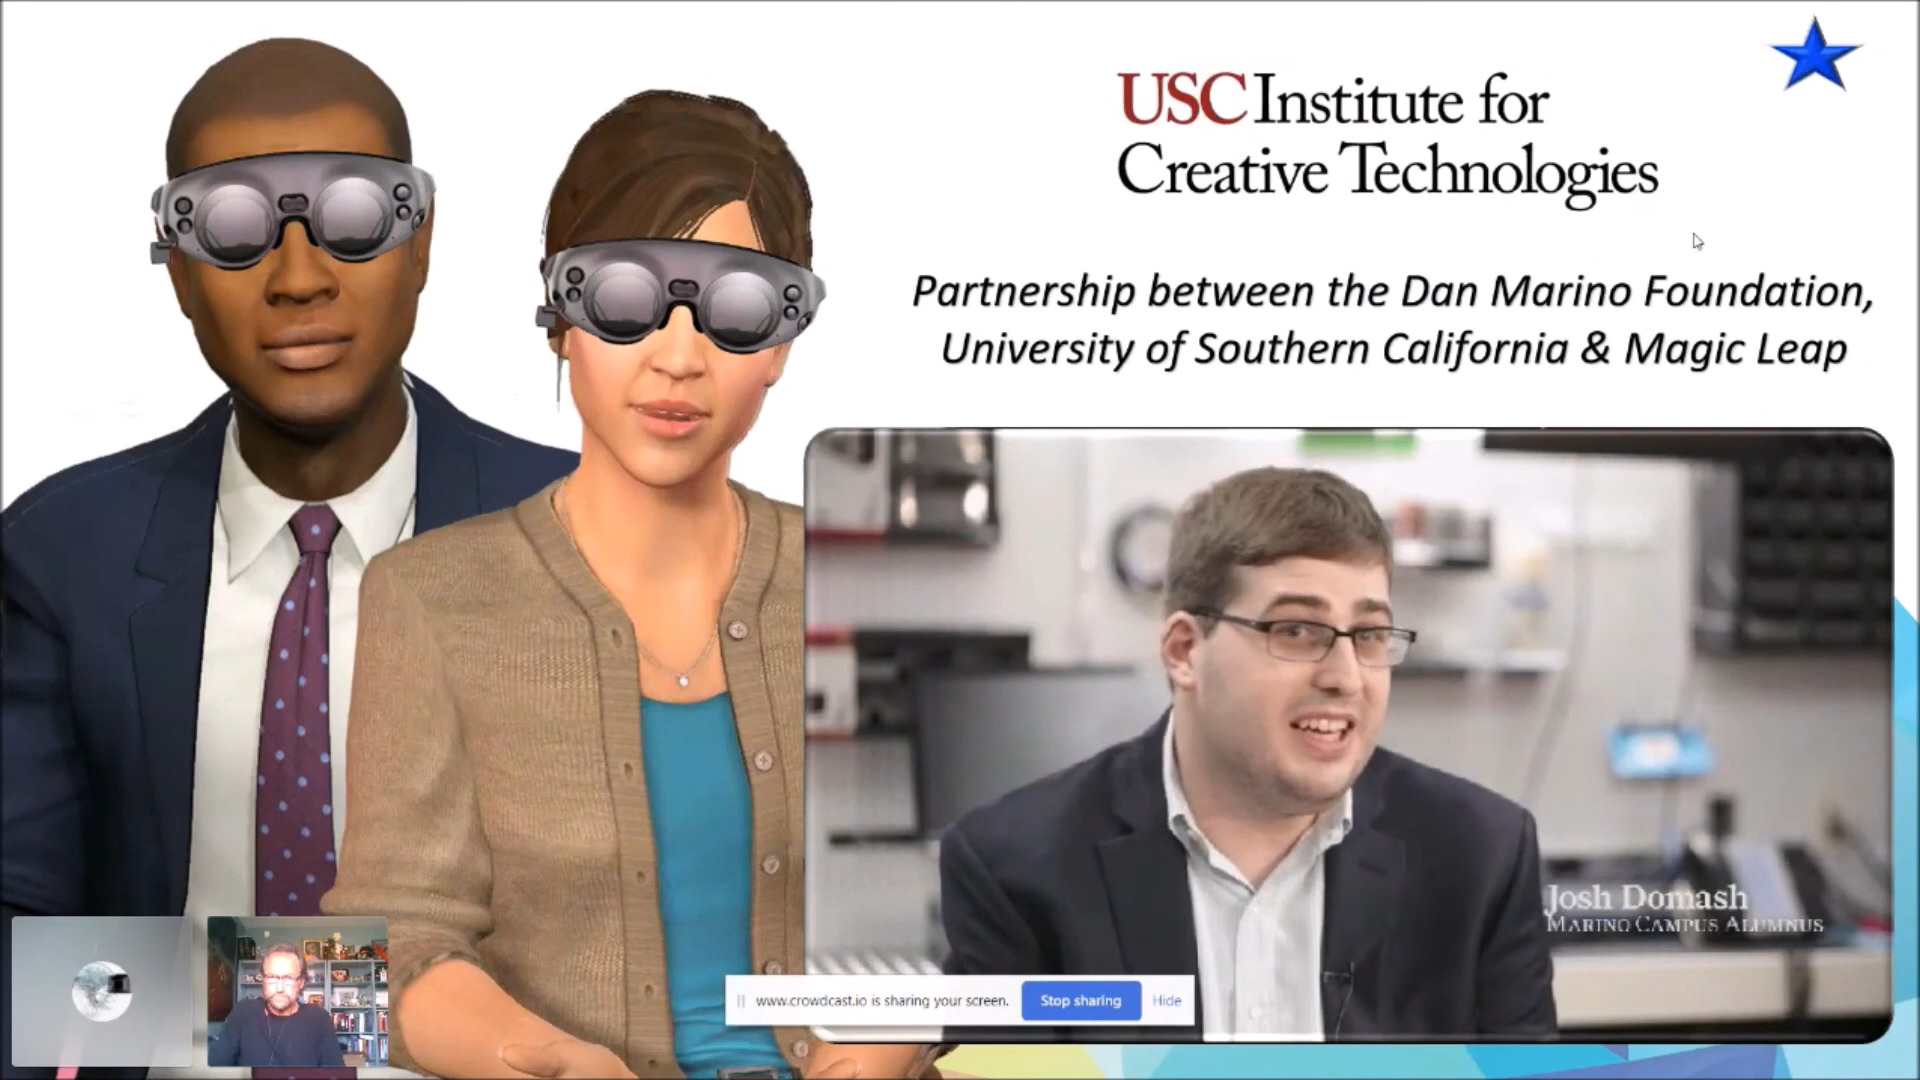 USC Institute for
Creative Technologies
Partnership between the Dan Marino Foundation,
University of Southern California & Magic Leap
Josh Domash
MARINO CAMPUS ALUMNUS
www.crowdcast.io is sharing your screen. Stop sharing Hide